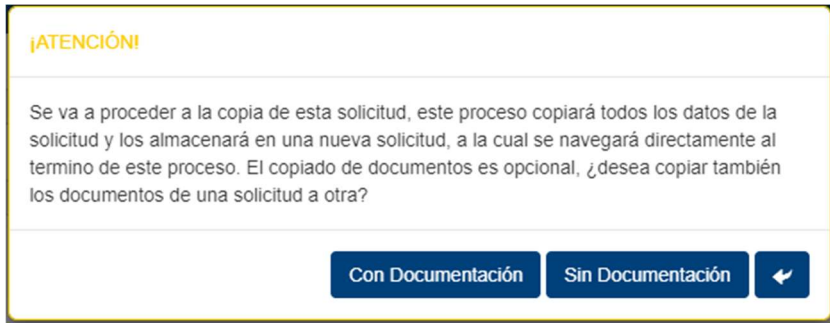 ¡ATENCIÓN!
Se va a proceder a la copia de esta solicitud, este proceso copiará todos los datos de la
solicitud y los almacenará en una nueva solicitud, a la cual se navegará directamente al
termino de este proceso. El copiado de documentos es opcional, ¿desea copiar también
los documentos de una solicitud a otra?
Con Documentación Sin Documentación